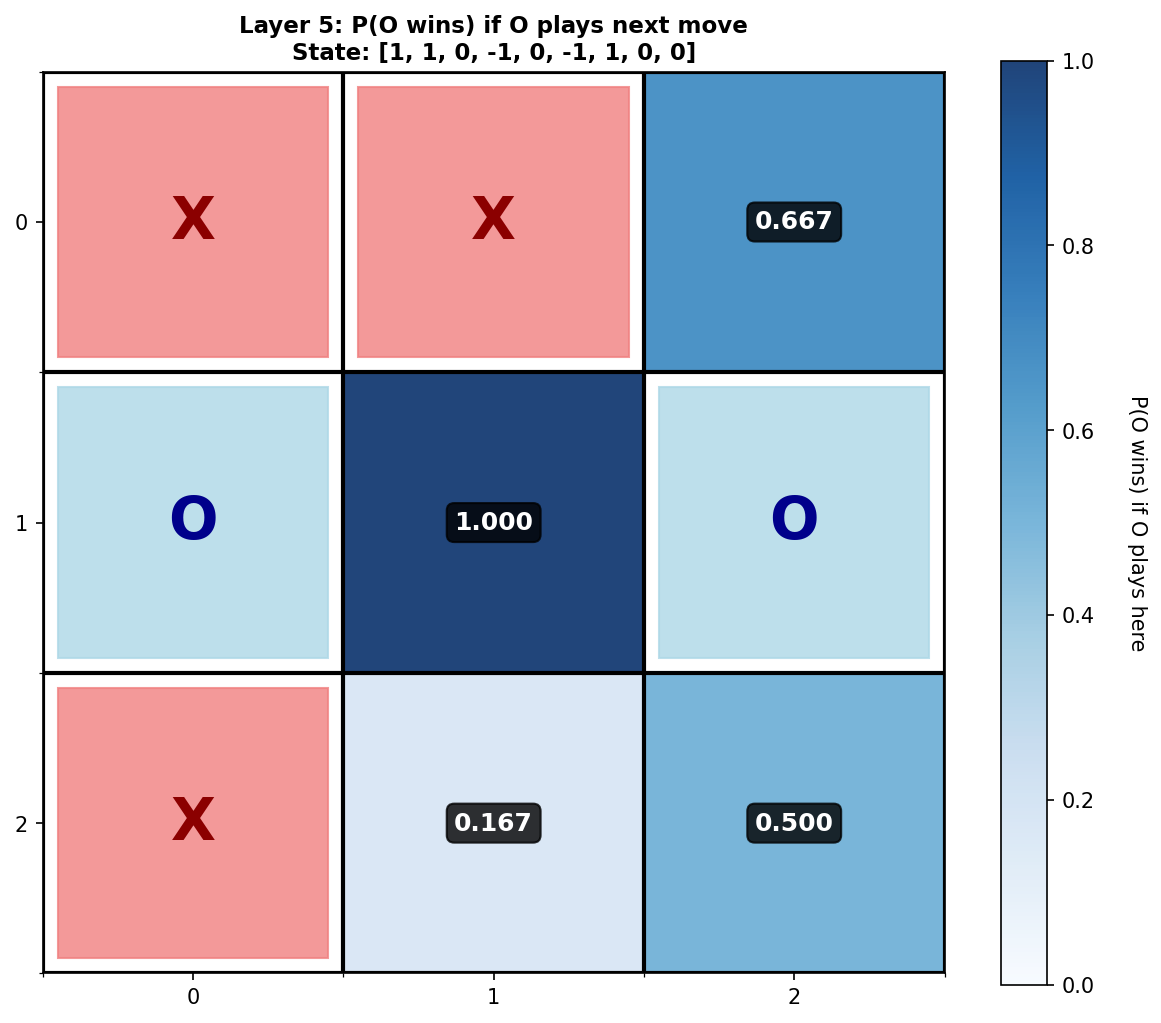 Layer 5: P(O wins) if O plays next move
State: [1, 1, 0, -1, 0, -1, 1, 0, 0]
X
X
0.667
O
1.000
O
X
0.167
0.500
0
1
2
0
1
2
1.0
0.8
0.6
0.4
0.2
0.0
P(O wins) if O plays here